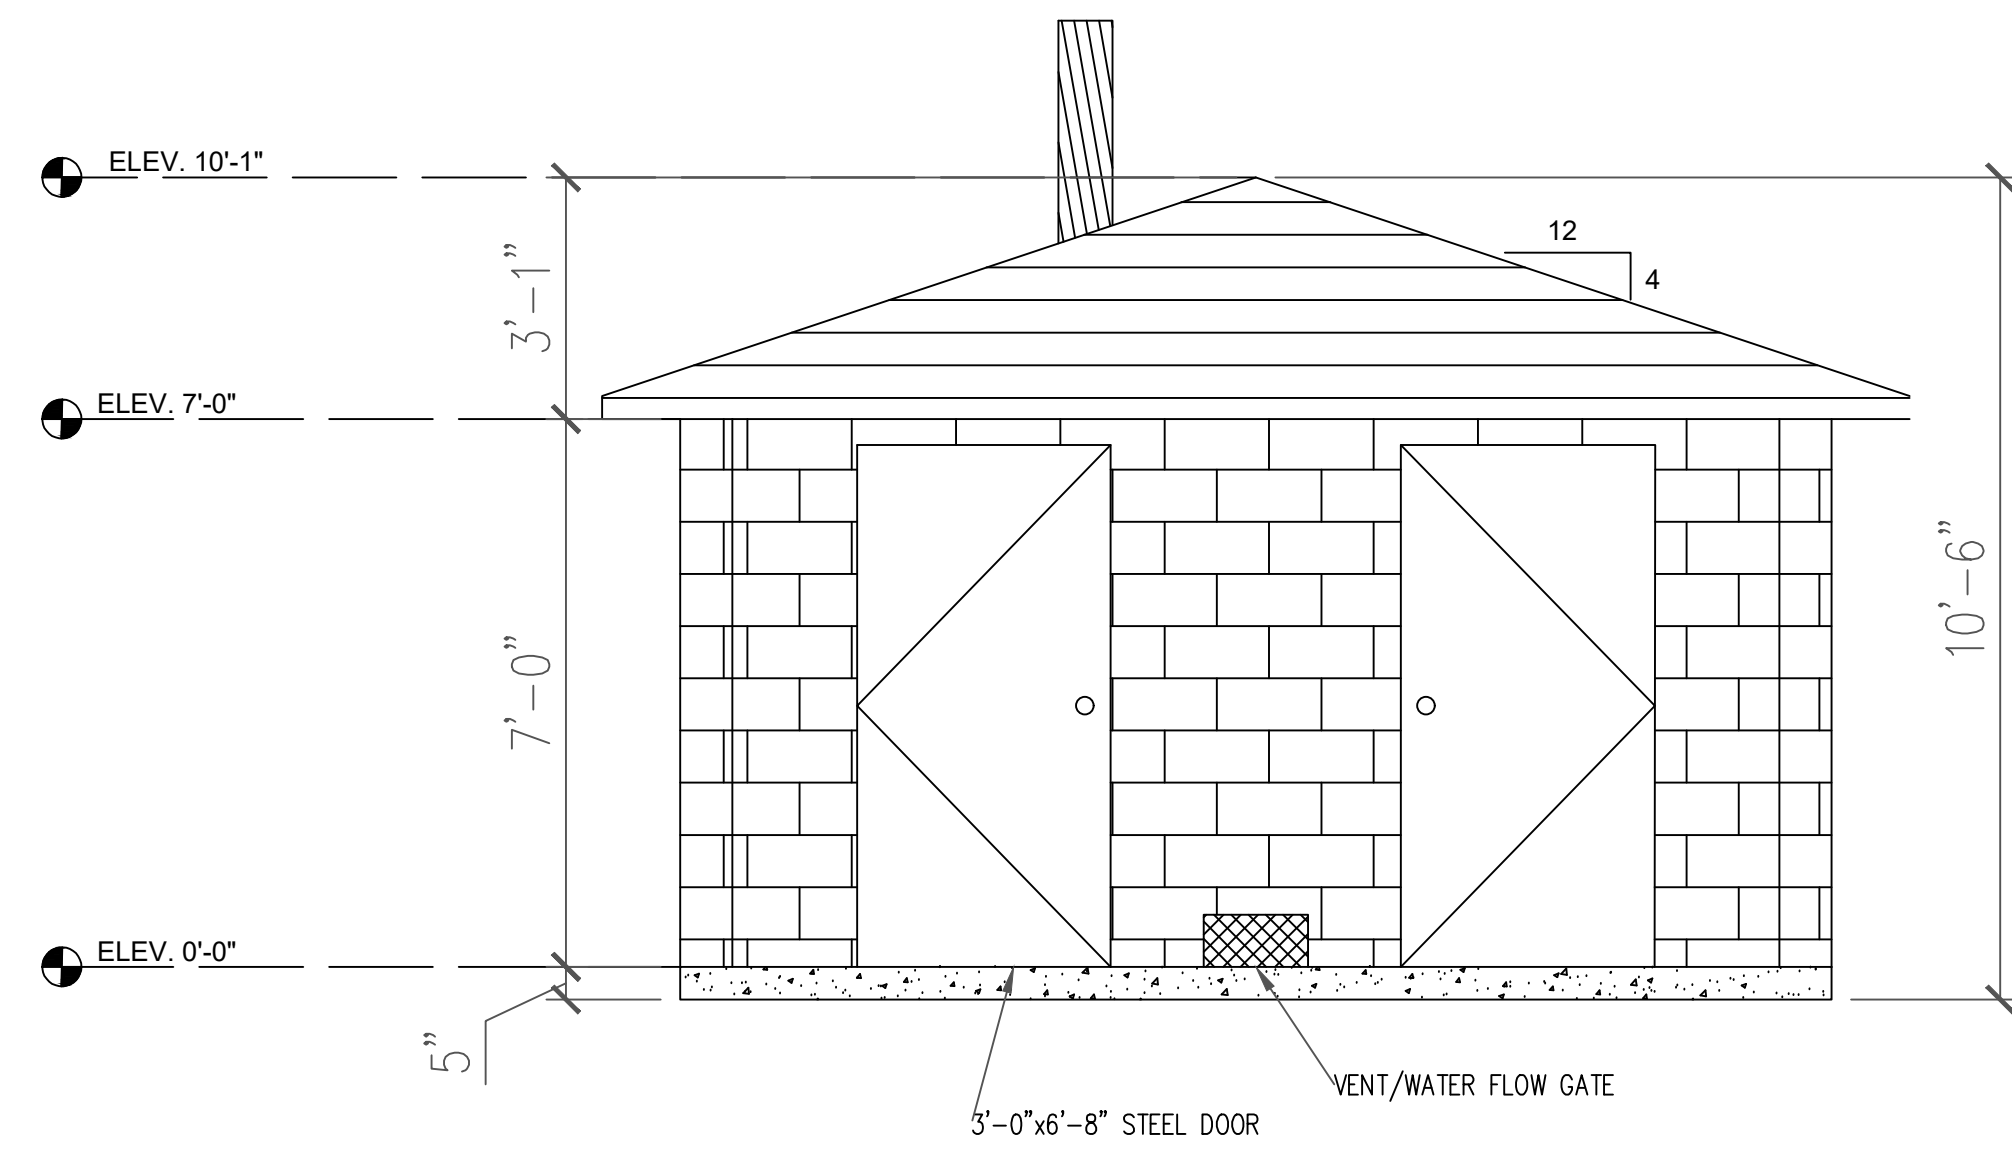 ELEV. 10'-1"
12
4
3'-1"
ELEV. 7'-0"
10'-6"
7'-0"
ELEV. 0'-0"
5"
VENT/WATER FLOW GATE
3'-0"x6'-8" STEEL DOOR